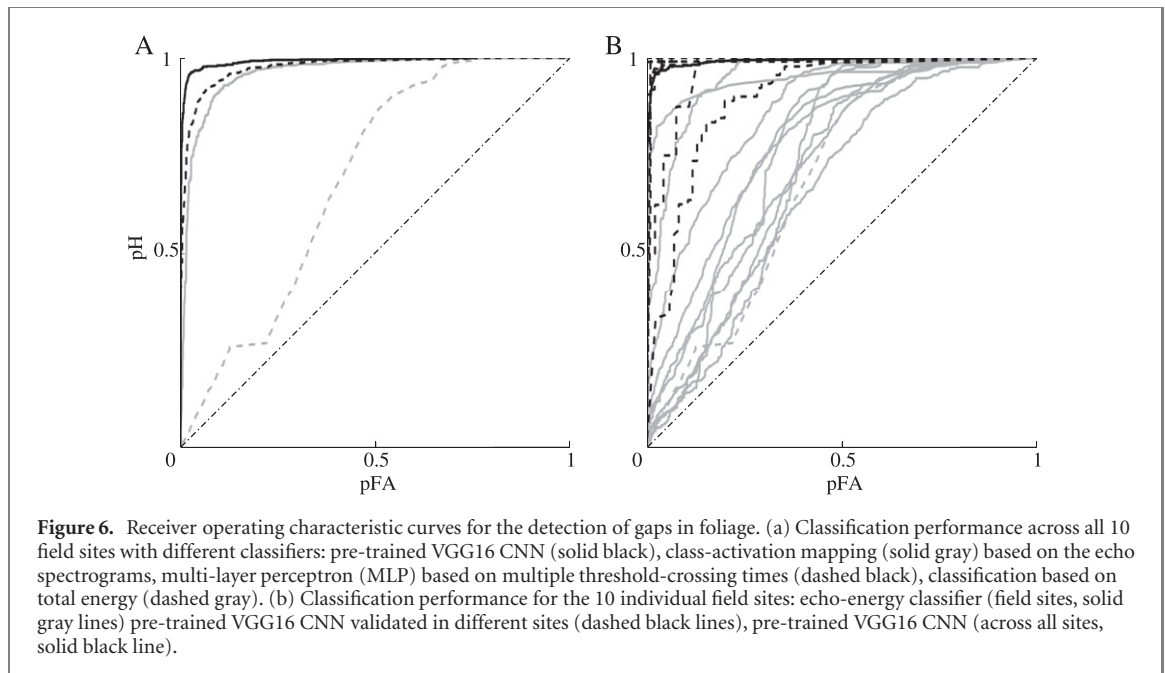 A
B
1
1
pH
0.5
0.5
0
0.5
1
0
0.5
1
pFA
pFA
Figure 6. Receiver operating characteristic curves for the detection of gaps in foliage. (a) Classification performance across all 10
field sites with different classifiers: pre-trained VGG16 CNN (solid black), class-activation mapping (solid gray) based on the echo
spectrograms, multi-layer perceptron (MLP) based on multiple threshold-crossing times (dashed black), classification based on
total energy (dashed gray). (b) Classification performance for the 10 individual field sites: echo-energy classifier (field sites, solid
gray lines) pre-trained VGG16 CNN validated in different sites (dashed black lines), pre-trained VGG16 CNN (across all sites,
solid black line).